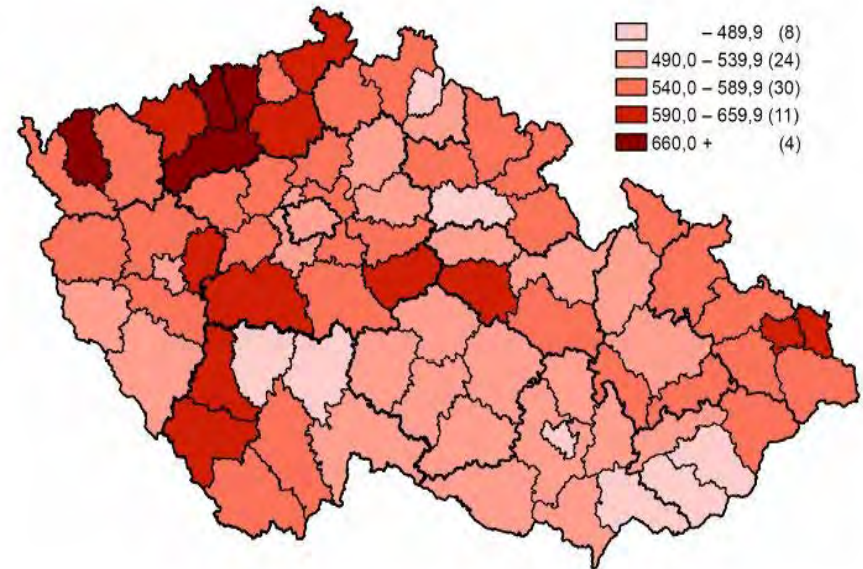 – 489,9 (8)
490,0 – 539,9 (24)
540,0 – 589,9 (30)
590,0 – 659,9 (11)
660,0 + (4)